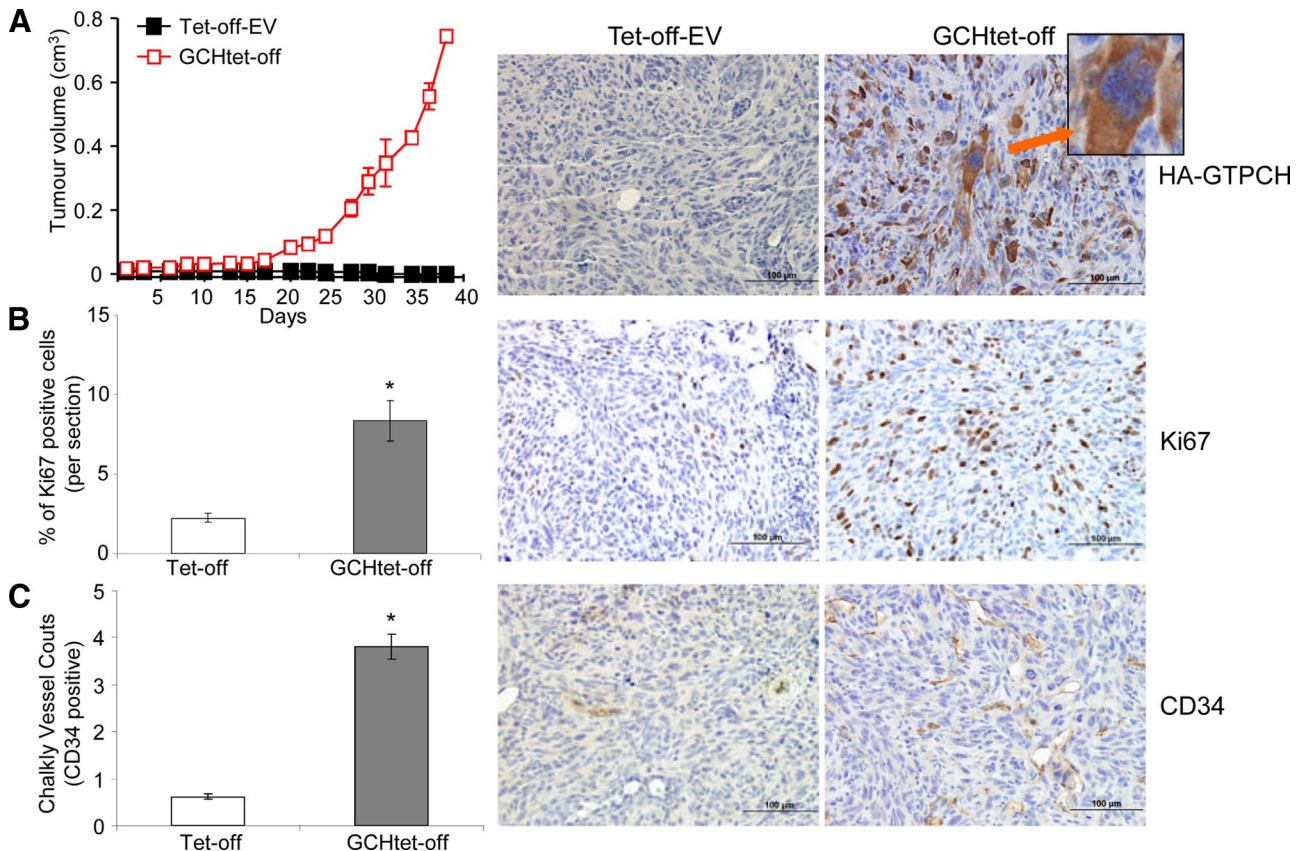 A
Tet-off-EV
GCHtet-off
Tumour volume (cm³)
0.8
0.6
0.4
0.2
0
5
10
15
20
25
30
35
40
Days
Tet-off-EV
GCHtet-off
100 µm
100 µm
HA-GTPCH
B
% of Ki67 positive cells
(per section)
15
10
5
0
*
Tet-off
GCHtet-off
100 µm
100 µm
Ki67
C
Chalkly Vessel Couts
(CD34 positive)
5
4
3
2
1
0
*
Tet-off
GCHtet-off
100 µm
100 µm
CD34